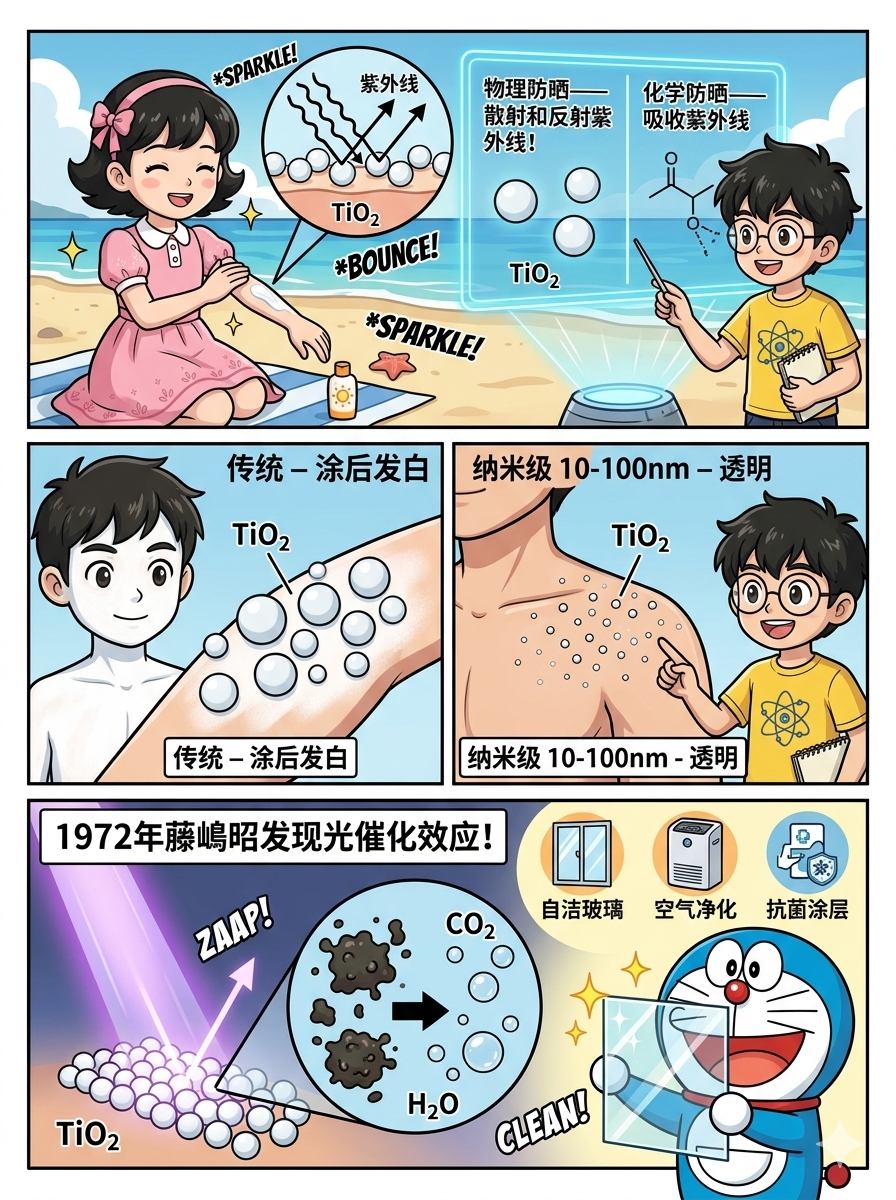 *SPARKLE!
紫外线
TiO₂
*BOUNCE!
*SPARKLE!
物理防晒——
散射和反射紫
外线！
TiO₂
化学防晒——
吸收紫外线
O
O
传统 – 涂后发白
TiO₂
传统 – 涂后发白
纳米级 10-100nm – 透明
TiO₂
纳米级 10-100nm - 透明
1972年藤嶋昭发现光催化效应！
ZAAP!
TiO₂
CO₂
H₂O
自洁玻璃
空气净化
抗菌涂层
CLEAN!